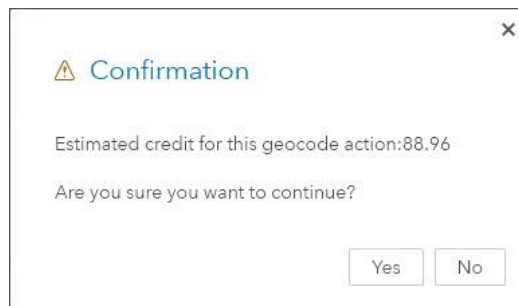 Confirmation
Estimated credit for this geocode action:88.96
Are you sure you want to continue?
Yes No